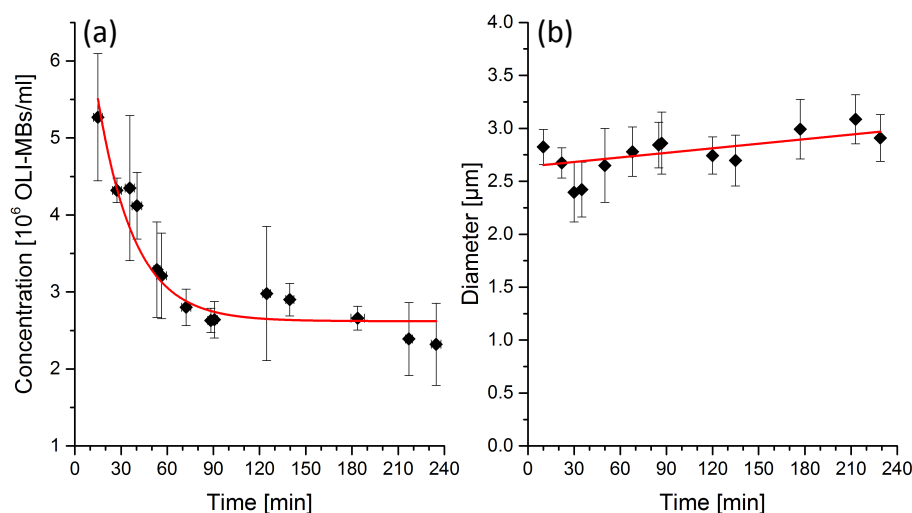 (a)
Concentration [10⁶ OLI-MBs/ml]
6
5
4
3
2
1
0 30 60 90 120 150 180 210 240
Time [min]
(b)
Diameter [µm]
4.0
3.5
3.0
2.5
2.0
1.5
1.0
0.5
0.0
0 30 60 90 120 150 180 210 240
Time [min]